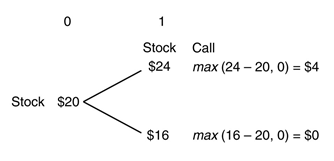 0 1
Stock Call
$24 max (24 – 20, 0) = $4
Stock $20
$16 max (16 – 20, 0) = $0